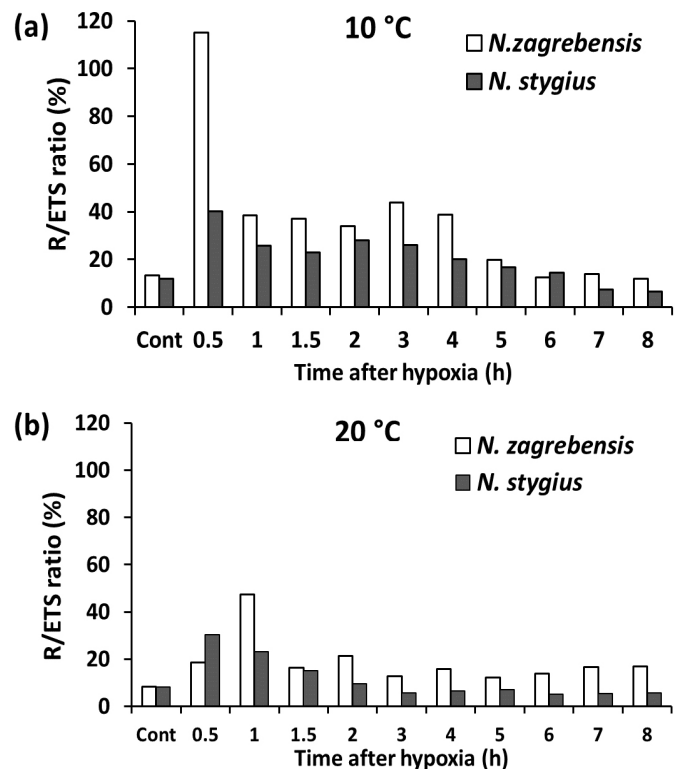 (a)
10 °C
N.zagrebensis
N. stygius
R/ETS ratio (%)
120
100
80
60
40
20
0
Cont 0.5 1 1.5 2 3 4 5 6 7 8
Time after hypoxia (h)
(b)
20 °C
N. zagrebensis
N. stygius
R/ETS ratio (%)
120
100
80
60
40
20
0
Cont 0.5 1 1.5 2 3 4 5 6 7 8
Time after hypoxia (h)